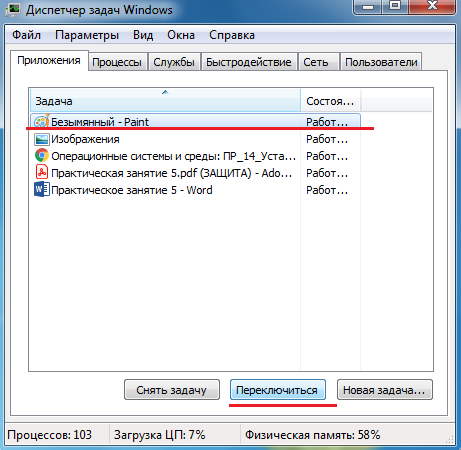 Диспетчер задач Windows
Файл Параметры Вид Окна Справка
Приложения Процессы Службы Быстродействие Сеть Пользователи
Задача Состоя...
Безымянный - Paint Работ...
Изображения Работ...
Операционные системы и среды: ПР_14_Уста... Работ...
Практическая занятие 5.pdf (ЗАЩИТА) - Ado... Работ...
Практическое занятие 5 - Word Работ...
Снять задачу Переключиться Новая задача...
Процессов: 103 Загрузка ЦП: 7% Физическая память: 58%